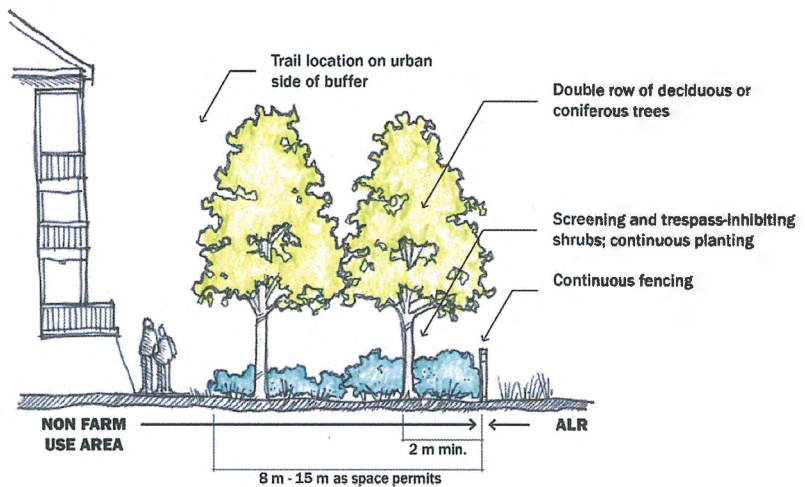 Trail location on urban
side of buffer
Double row of deciduous or
coniferous trees
Screening and trespass-inhibiting
shrubs; continuous planting
Continuous fencing
NON FARM
USE AREA
ALR
2 m min.
8 m - 15 m as space permits